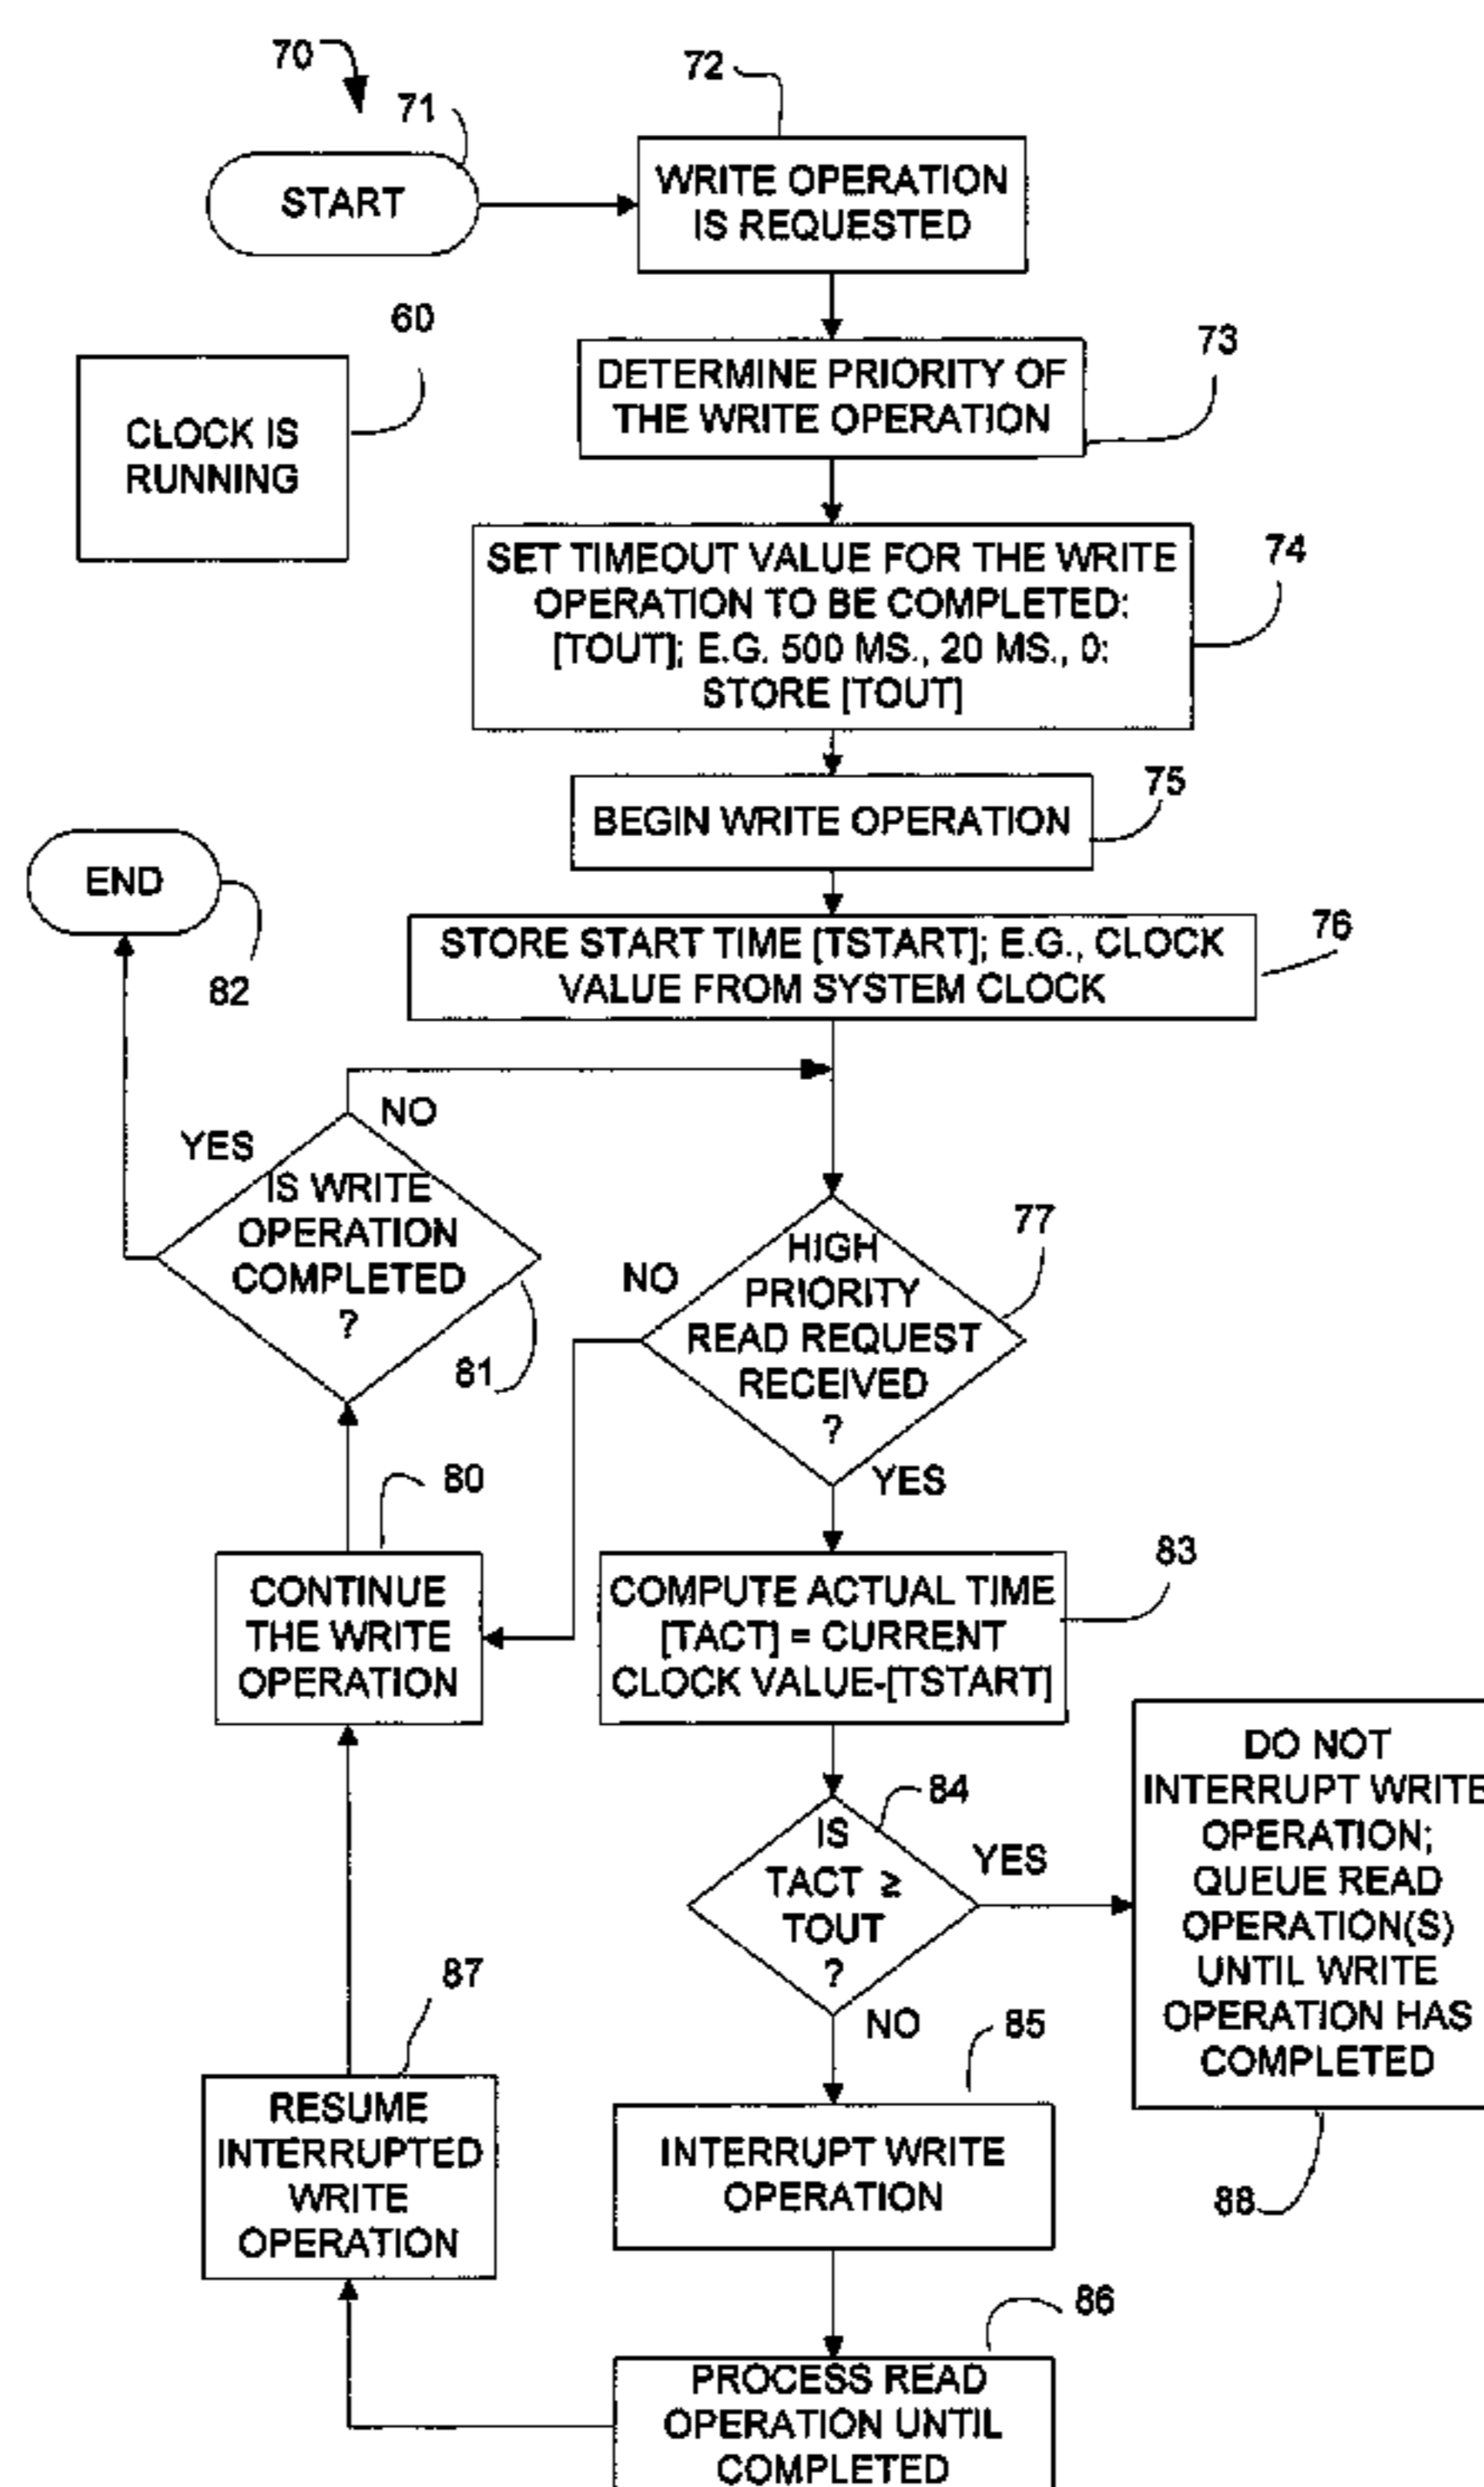 70
71
START
72
WRITE OPERATION
IS REQUESTED
60
CLOCK IS
RUNNING
73
DETERMINE PRIORITY OF
THE WRITE OPERATION
74
SET TIMEOUT VALUE FOR THE WRITE
OPERATION TO BE COMPLETED:
[TOUT]; E.G. 500 MS., 20 MS., 0:
STORE [TOUT]
75
BEGIN WRITE OPERATION
END
82
76
STORE START TIME [TSTART]; E.G., CLOCK
VALUE FROM SYSTEM CLOCK
NO
YES
IS WRITE
OPERATION
COMPLETED
?
81
77
NO
HIGH
PRIORITY
READ REQUEST
RECEIVED
?
YES
80
CONTINUE
THE WRITE
OPERATION
83
COMPUTE ACTUAL TIME
[TACT] = CURRENT
CLOCK VALUE-[TSTART]
84
IS
TACT ≥
TOUT
?
YES
NO
DO NOT
INTERRUPT WRITE
OPERATION;
QUEUE READ
OPERATION(S)
UNTIL WRITE
OPERATION HAS
COMPLETED
88
87
RESUME
INTERRUPTED
WRITE
OPERATION
85
INTERRUPT WRITE
OPERATION
86
PROCESS READ
OPERATION UNTIL
COMPLETED